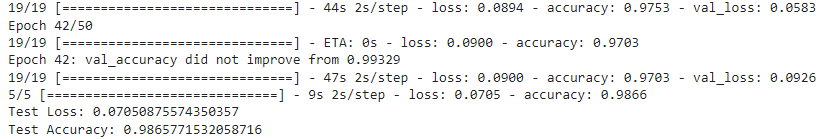 19/19 [==============================] - 44s 2s/step - loss: 0.0894 - accuracy: 0.9753 - val_loss: 0.0583
Epoch 42/50
19/19 [==============================] - ETA: 0s - loss: 0.0900 - accuracy: 0.9703
Epoch 42: val_accuracy did not improve from 0.99329
19/19 [==============================] - 47s 2s/step - loss: 0.0900 - accuracy: 0.9703 - val_loss: 0.0926
5/5 [==============================] - 9s 2s/step - loss: 0.0705 - accuracy: 0.9866
Test Loss: 0.07050875574350357
Test Accuracy: 0.9865771532058716